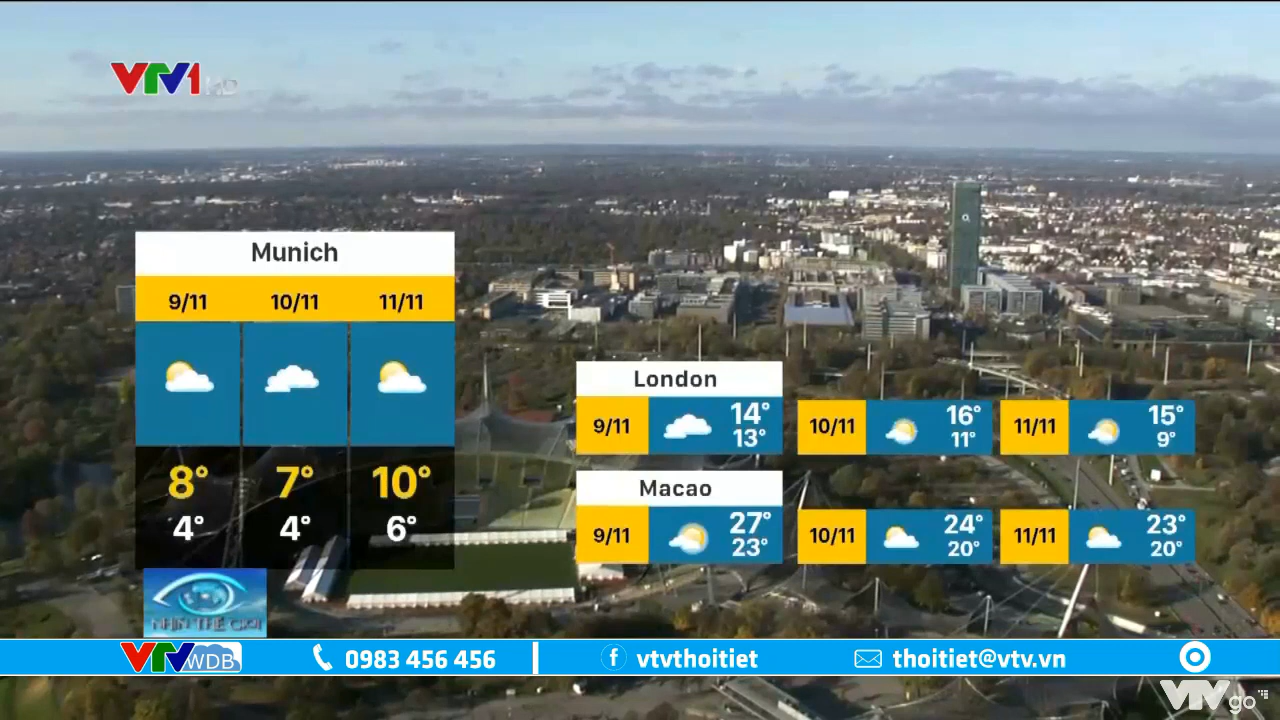 VTV1 HD
Munich
9/11 10/11 11/11
8° 7° 10°
4° 4° 6°
London
9/11 14° 13° 10/11 16° 11° 11/11 15° 9°
Macao
9/11 27° 23° 10/11 24° 20° 11/11 23° 20°
O₂
NHÌN THẾ GIỚI
VTV WDB 0983 456 456 f vtvthoitiet thoitiet@vtv.vn
VTV go